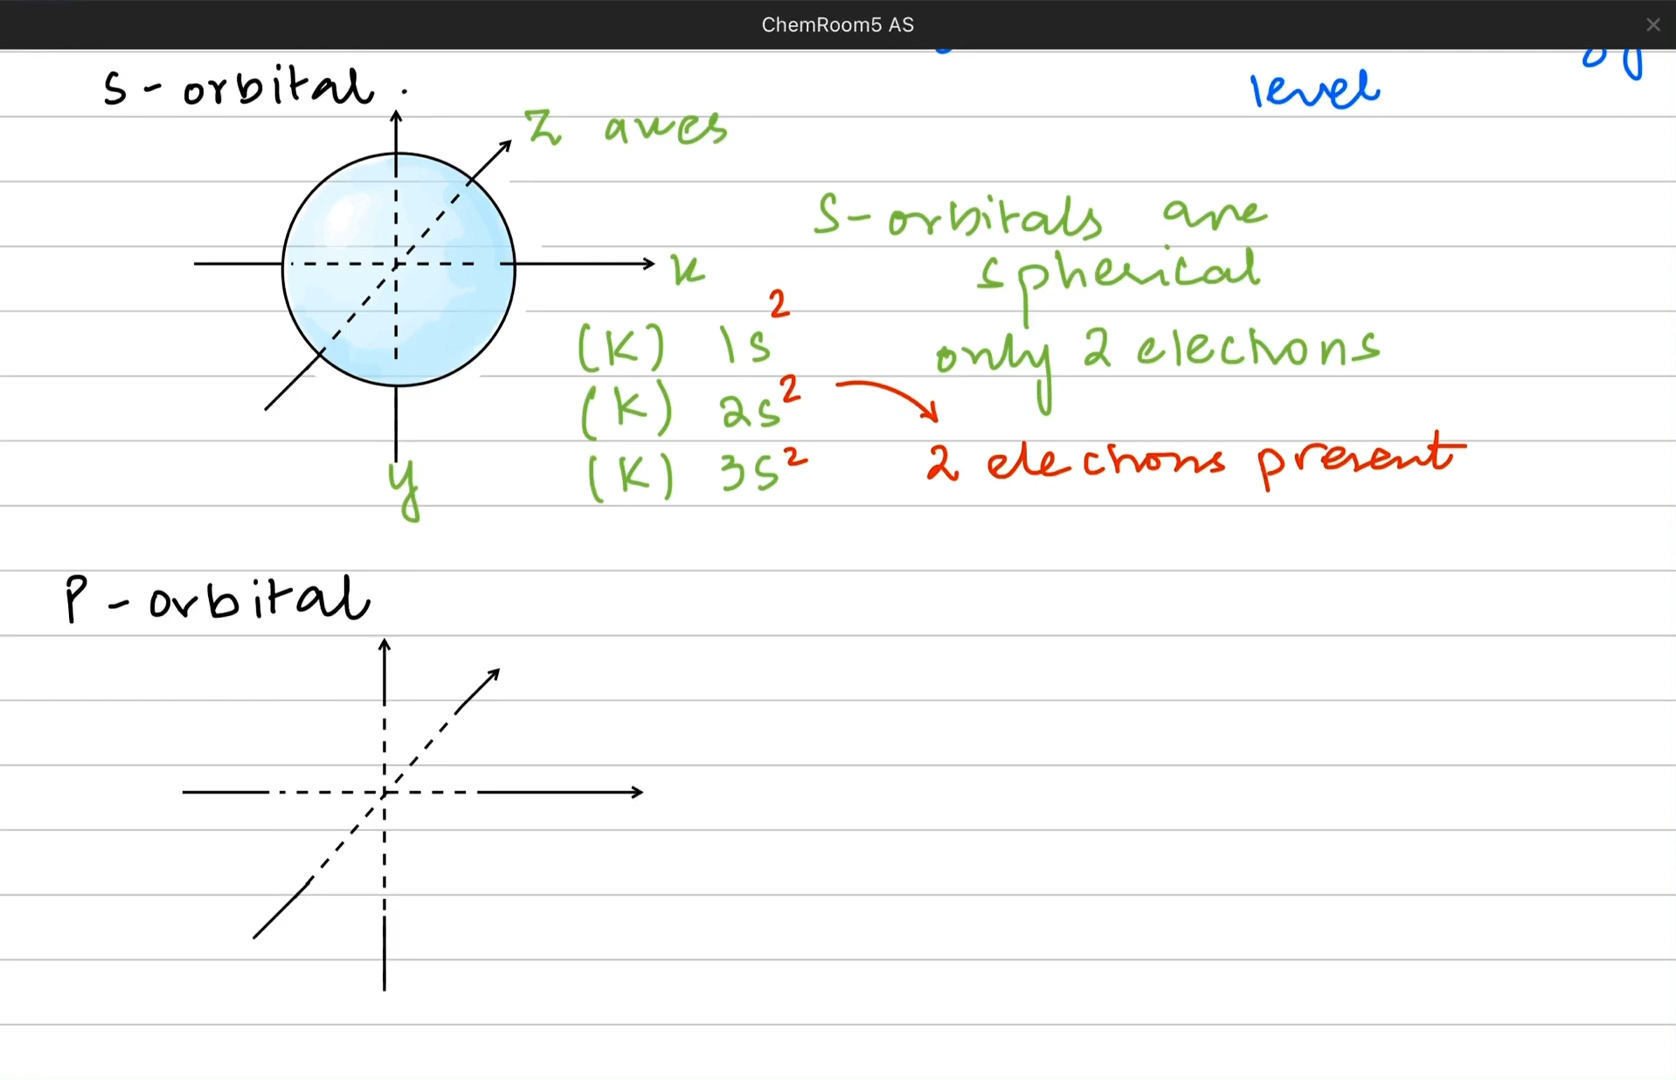 ChemRoom5 AS
level
S-orbital.
Z axes
S-orbitals are
spherical
x
only 2 electrons
(K) 1s²
(K) 2s²
2 electrons present
(K) 3s²
y
P-orbital